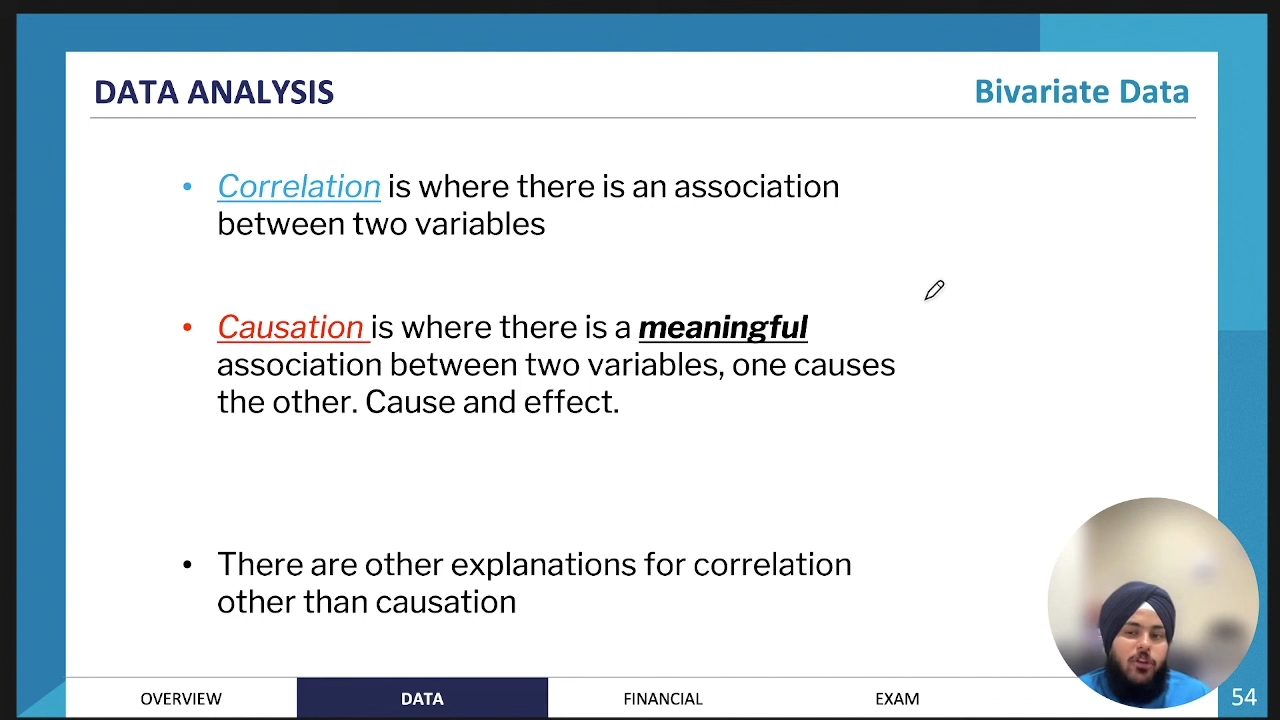 DATA ANALYSIS
Bivariate Data
• Correlation is where there is an association
between two variables
• Causation is where there is a meaningful
association between two variables, one causes
the other. Cause and effect.
• There are other explanations for correlation
other than causation
OVERVIEW
DATA
FINANCIAL
EXAM
54